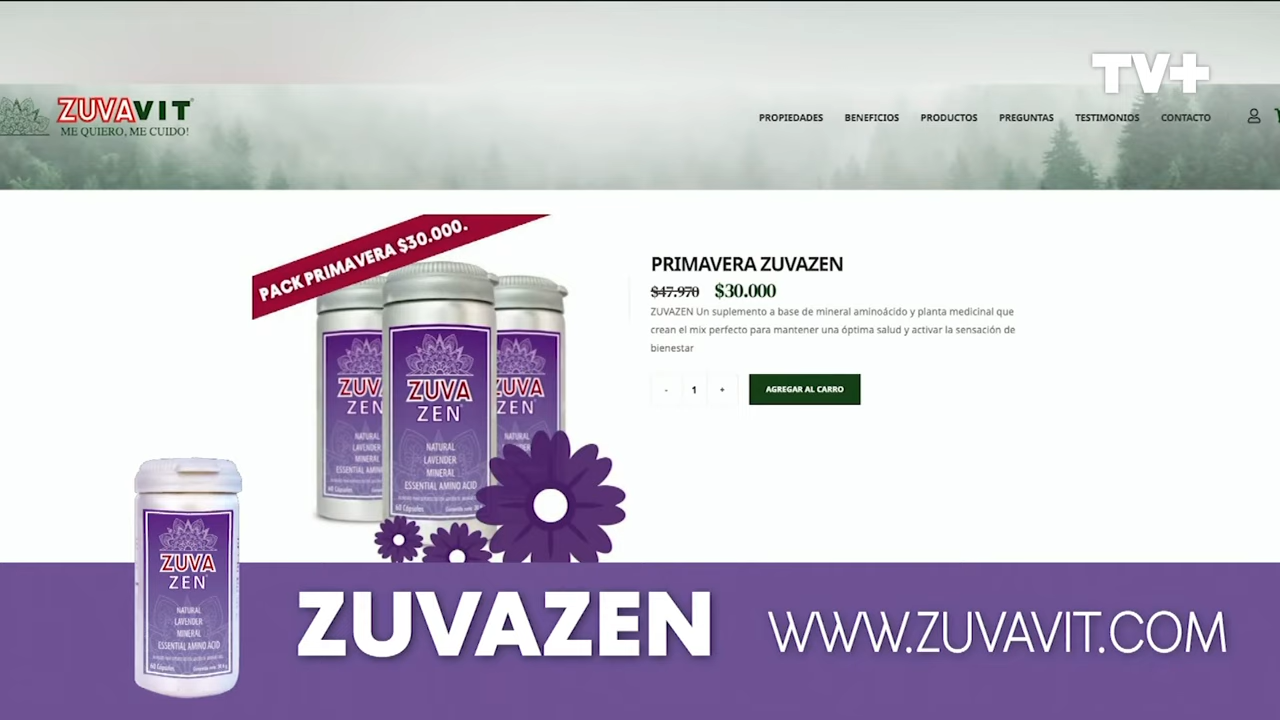 TV+
ZUVAVIT
ME QUIERO, ME CUIDO!
PROPIEDADES BENEFICIOS PRODUCTOS PREGUNTAS TESTIMONIOS CONTACTO
PACK PRIMAVERA $30.000.
PRIMAVERA ZUVAZEN
$47.970 $30.000
ZUVAZEN Un suplemento a base de mineral aminoácido y planta medicinal que
crean el mix perfecto para mantener una óptima salud y activar la sensación de
bienestar
- 1 +
AGREGAR AL CARRO
ZUVA
ZEN
NATURAL
LAVENDER
MINERAL
ESSENTIAL AMINO ACID
60 Cápsulas
ZUVA
ZEN
NATURAL
LAVENDER
MINERAL
ESSENTIAL AMINO ACID
60 Cápsulas
ZUVAZEN
WWW.ZUVAVIT.COM